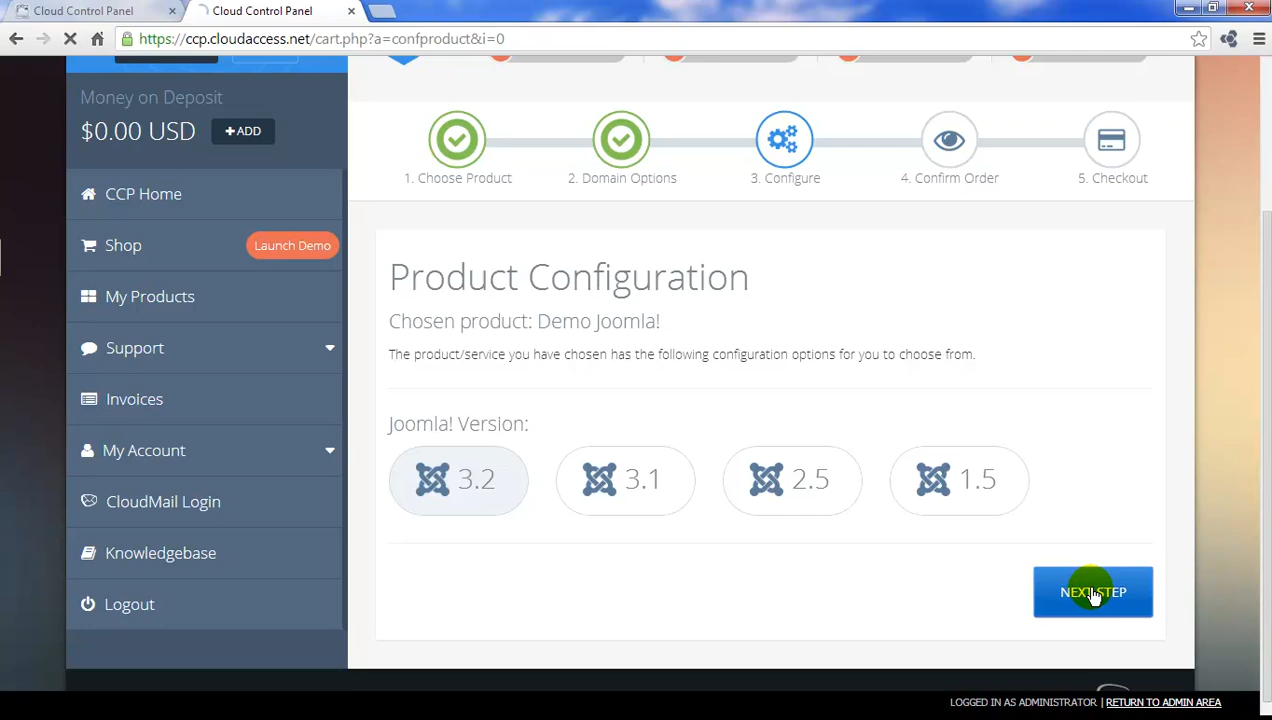 Cloud Control Panel
Cloud Control Panel
https://ccp.cloudaccess.net/cart.php?a=confproduct&i=0
Money on Deposit
$0.00 USD
+ADD
CCP Home
Shop
Launch Demo
My Products
Support
Invoices
My Account
CloudMail Login
Knowledgebase
Logout
1. Choose Product
2. Domain Options
3. Configure
4. Confirm Order
5. Checkout
Product Configuration
Chosen product: Demo Joomla!
The product/service you have chosen has the following configuration options for you to choose from.
Joomla! Version:
3.2
3.1
2.5
1.5
NEXT STEP
LOGGED IN AS ADMINISTRATOR | RETURN TO ADMIN AREA